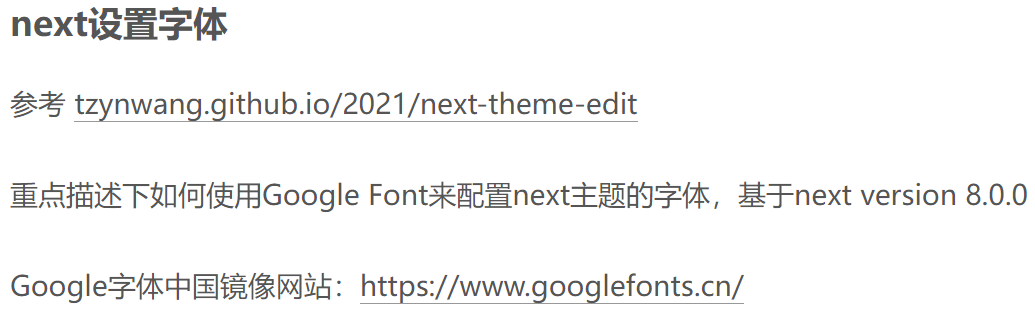 next设置字体
参考 tzynwang.github.io/2021/next-theme-edit
重点描述下如何使用Google Font来配置next主题的字体，基于next version 8.0.0
Google字体中国镜像网站：https://www.googlefonts.cn/